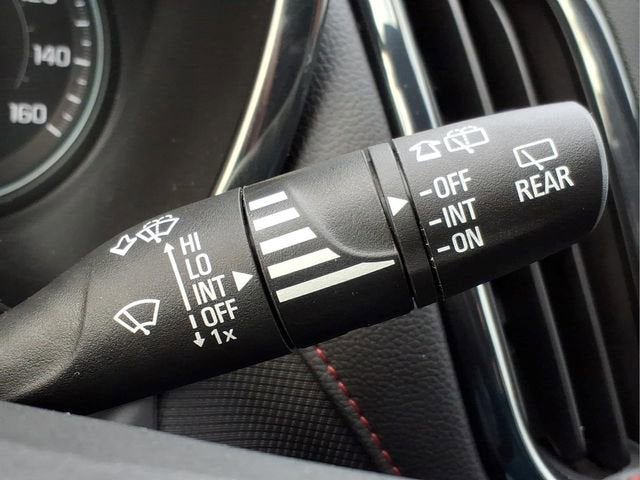 140
160
HI
LO
INT
OFF
1x
-OFF
-INT
-ON
REAR